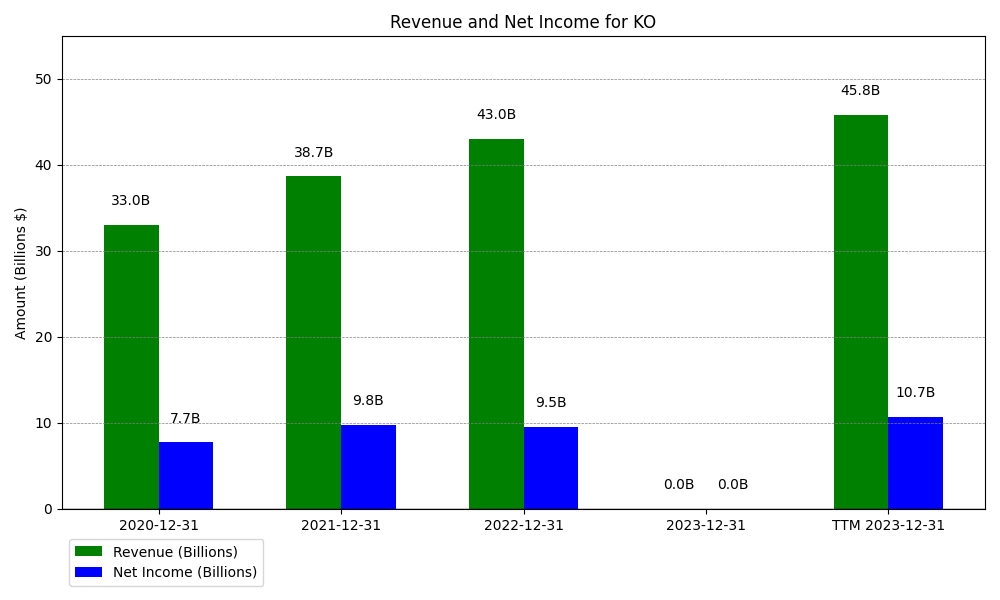 Revenue and Net Income for KO
Amount (Billions $)
50
40
30
20
10
0
33.0B
7.7B
38.7B
9.8B
43.0B
9.5B
0.0B
0.0B
45.8B
10.7B
2020-12-31
2021-12-31
2022-12-31
2023-12-31
TTM 2023-12-31
Revenue (Billions)
Net Income (Billions)